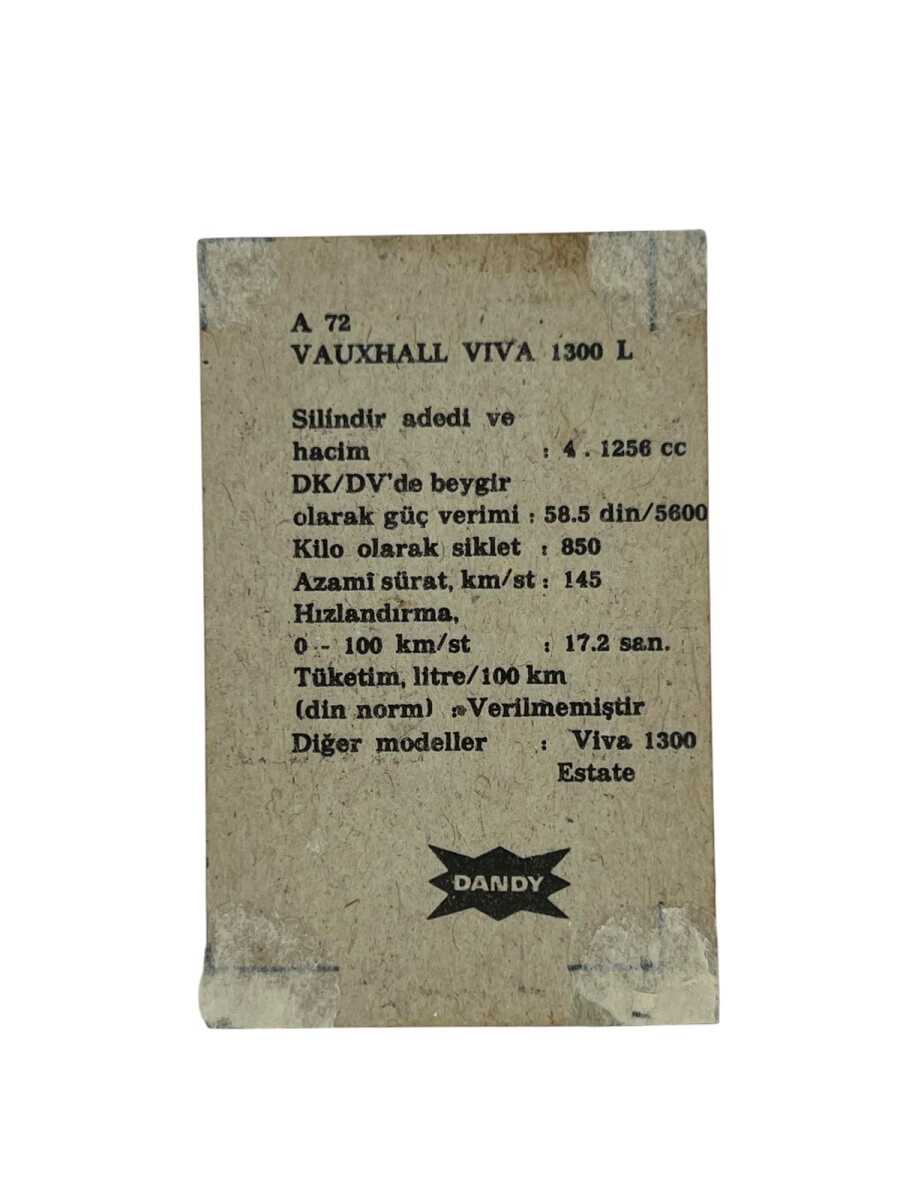 A 72
VAUXHALL VIVA 1300 L
Silindir adedi ve
hacim : 4 . 1256 cc
DK/DV'de beygir
olarak güç verimi : 58.5 din/5600
Kilo olarak siklet : 850
Azamî sürat, km/st : 145
Hızlandırma,
0 - 100 km/st : 17.2 san.
Tüketim, litre/100 km
(din norm) : Verilmemiştir
Diğer modeller : Viva 1300
Estate
DANDY